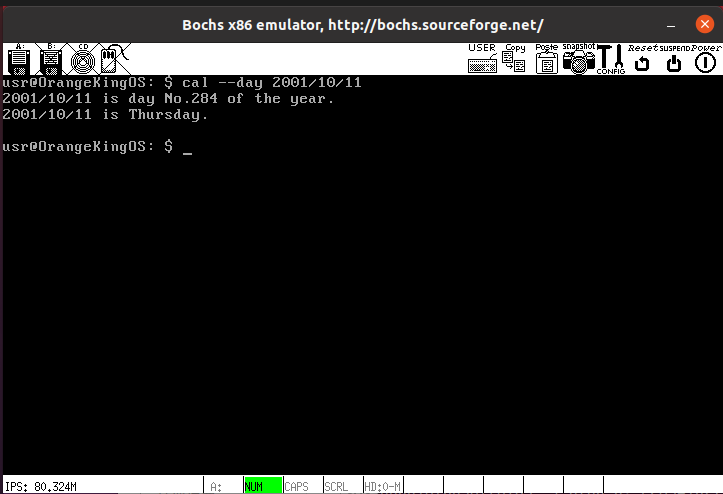 Bochs x86 emulator, http://bochs.sourceforge.net/
A: B: CD USER Copy Paste snapshot CONFIG Reset SUSPEND Power
usr@OrangeKingOS: $ cal --day 2001/10/11
2001/10/11 is day No.284 of the year.
2001/10/11 is Thursday.
usr@OrangeKingOS: $ _
IPS: 80.324M A: NUM CAPS SCRL HD:0-M